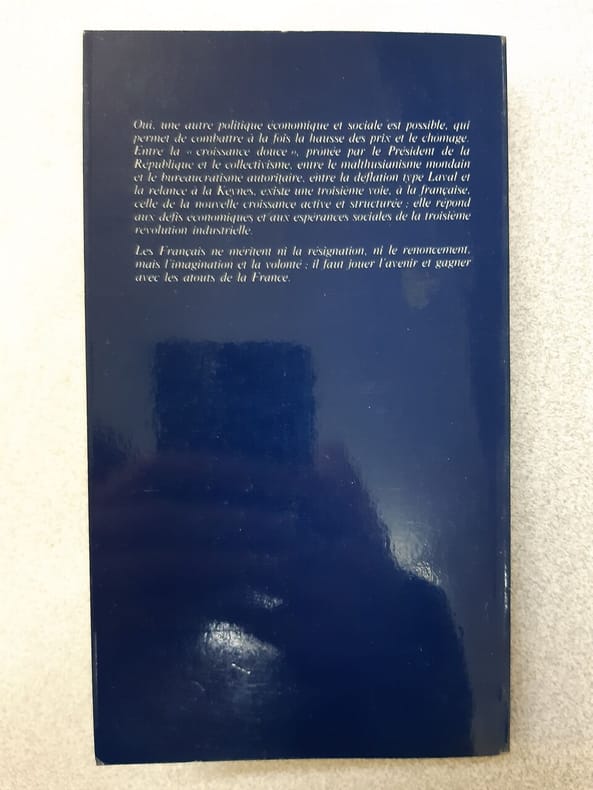 Oui, une autre politique économique et sociale est possible, qui
permet de combattre à la fois la hausse des prix et le chômage.
Entre la « croissance douce », pronée par le Président de la
République et le collectivisme, entre le malthusianisme mondain
et le bureaucratisme autoritaire, entre la déflation type Laval et
la relance à la Keynes, existe une troisième voie, à la française,
celle de la nouvelle croissance active et structurée ; elle répond
aux défis économiques et aux espérances sociales de la troisième
révolution industrielle.
Les Français ne méritent ni la résignation, ni le renoncement,
mais l'imagination et la volonté ; il faut jouer l'avenir et gagner
avec les atouts de la France.